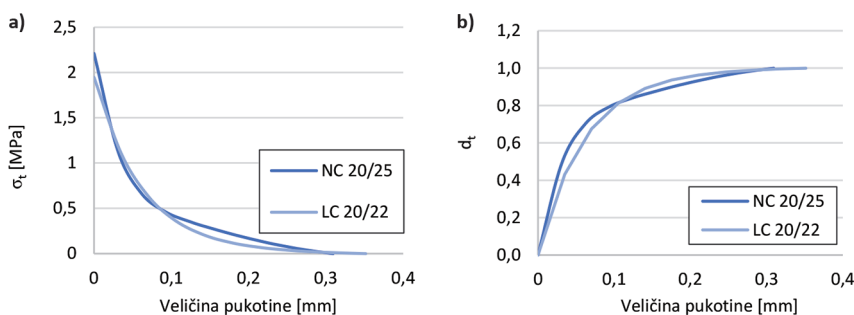 a)
σt [MPa]
2,5
2
1,5
1
0,5
0
0
0,1
0,2
0,3
0,4
Veličina pukotine [mm]
NC 20/25
LC 20/22
b)
dt
1,2
1,0
0,8
0,6
0,4
0,2
0,0
0
0,1
0,2
0,3
0,4
Veličina pukotine [mm]
NC 20/25
LC 20/22